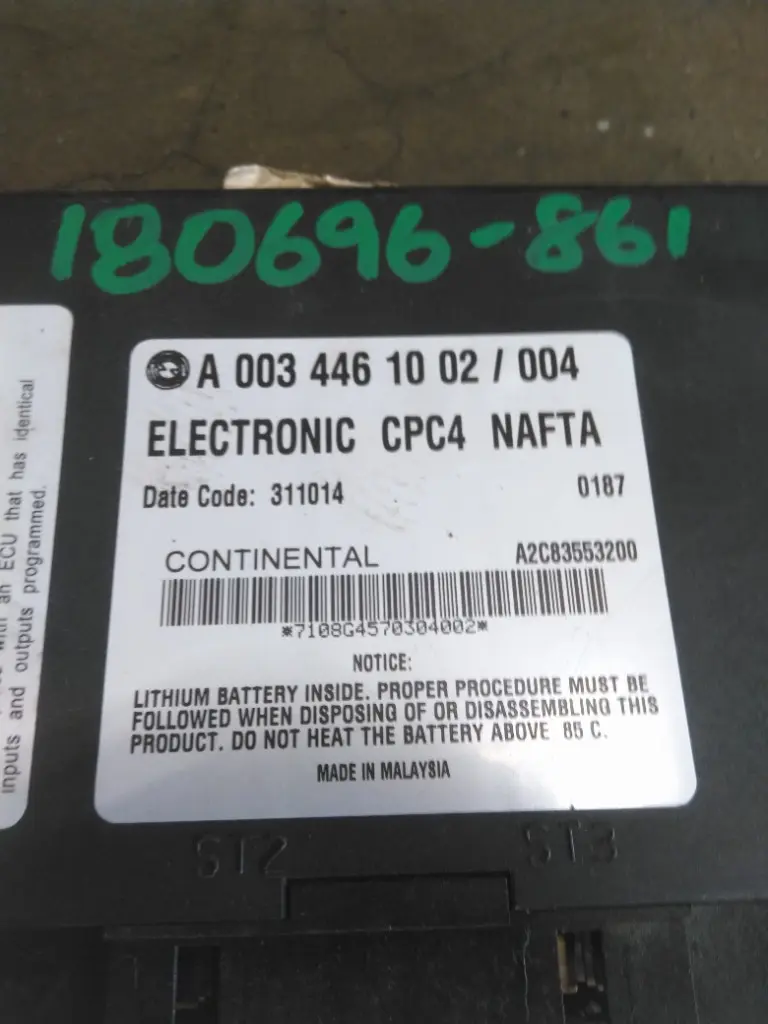 180696-861
A 003 446 10 02 / 004
ELECTRONIC CPC4 NAFTA
Date Code: 311014 0187
CONTINENTAL A2C83553200
*7108G4570304002*
NOTICE:
LITHIUM BATTERY INSIDE. PROPER PROCEDURE MUST BE
FOLLOWED WHEN DISPOSING OF OR DISASSEMBLING THIS
PRODUCT. DO NOT HEAT THE BATTERY ABOVE 85 C.
MADE IN MALAYSIA
an ECU that has identical
inputs and outputs programmed.
ST2 ST3